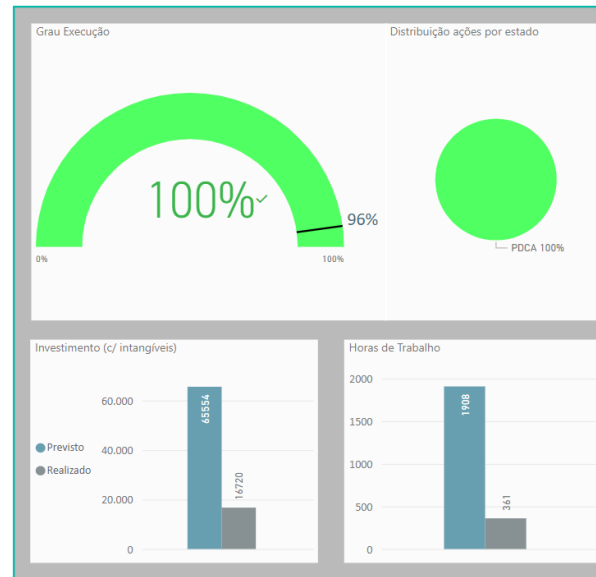 Grau Execução
100%
96%
0%
100%
Distribuição ações por estado
PDCA 100%
Investimento (c/ intangíveis)
60.000
40.000
20.000
0
Previsto
Realizado
65554
16720
Horas de Trabalho
2000
1500
1000
500
0
1908
361